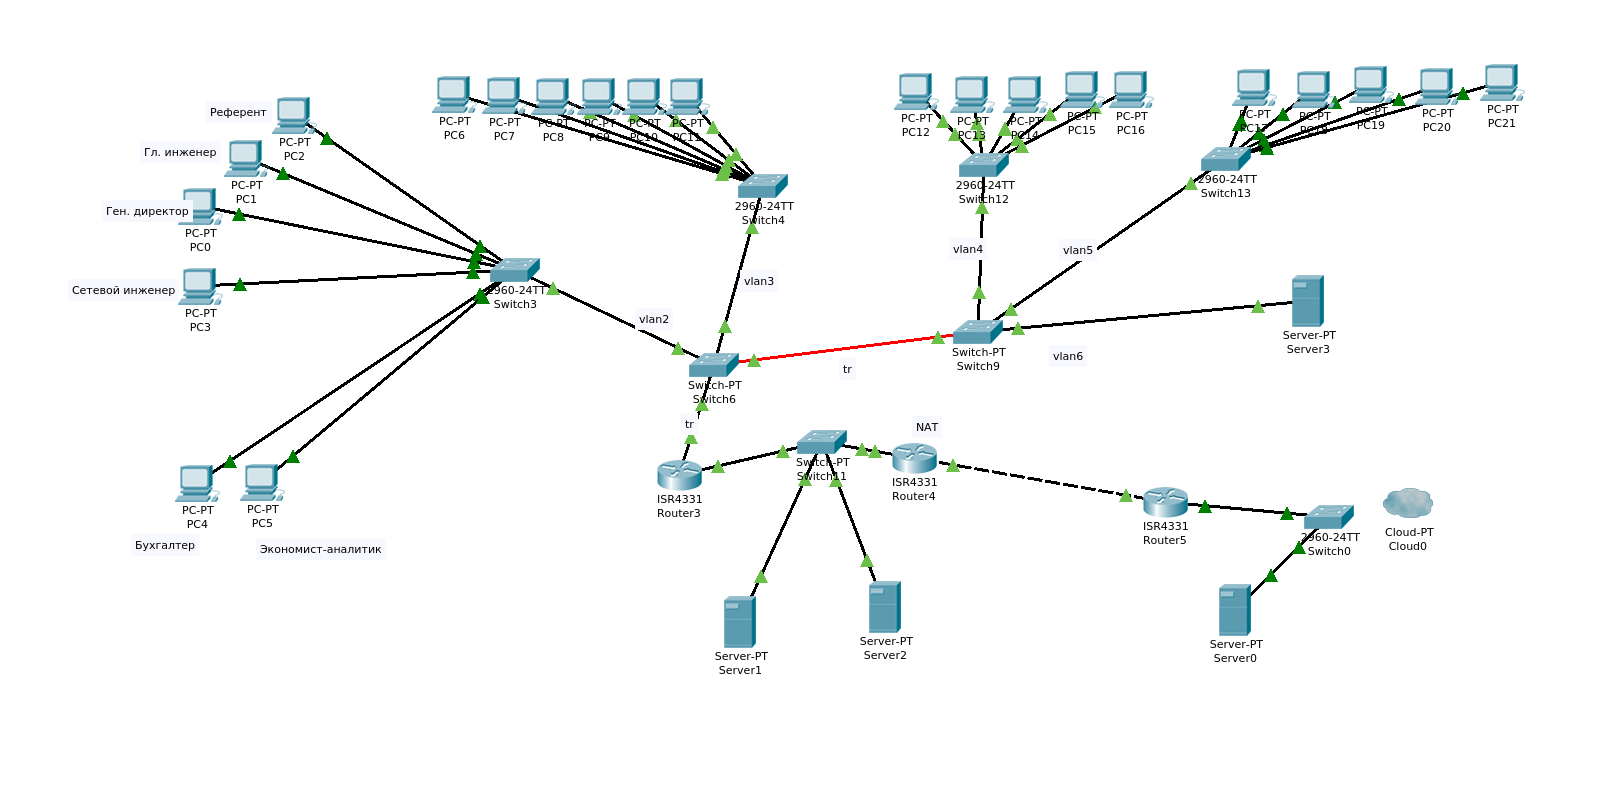 Референт
PC-PT
PC2
Гл. инженер
PC-PT
PC1
Ген. директор
PC-PT
PC0
Сетевой инженер
PC-PT
PC3
PC-PT
PC4
Бухгалтер
PC-PT
PC5
Экономист-аналитик
2960-24TT
Switch3
PC-PT
PC6
PC-PT
PC7
PC-PT
PC8
PC-PT
PC9
PC-PT
PC10
PC-PT
PC11
2960-24TT
Switch4
vlan3
vlan2
Switch-PT
Switch6
tr
tr
PC-PT
PC12
PC-PT
PC13
PC-PT
PC14
PC-PT
PC15
PC-PT
PC16
2960-24TT
Switch12
vlan4
vlan5
PC-PT
PC-PT
PC-PT
PC19
PC-PT
PC20
PC-PT
PC21
2960-24TT
Switch13
Switch-PT
Switch9
vlan6
Server-PT
Server3
ISR4331
Router3
Switch-PT
Switch11
NAT
ISR4331
Router4
ISR4331
Router5
2960-24TT
Switch0
Cloud-PT
Cloud0
Server-PT
Server1
Server-PT
Server2
Server-PT
Server0